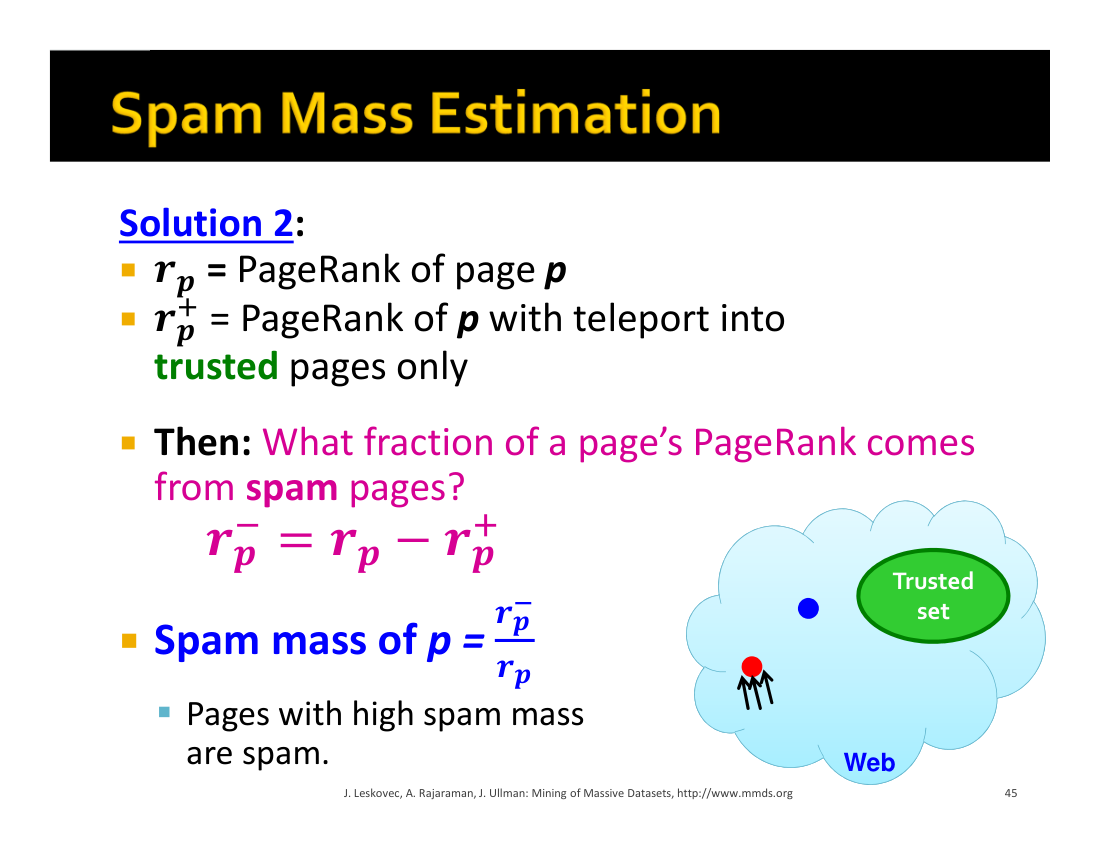 Spam Mass Estimation
Solution 2:
▪ r_p = PageRank of page p
▪ r_p^+ = PageRank of p with teleport into
trusted pages only
▪ Then: What fraction of a page’s PageRank comes
from spam pages?
r_p^− = r_p − r_p^+
▪ Spam mass of p = r_p^− / r_p
▪ Pages with high spam mass
are spam.
Trusted
set
Web
J. Leskovec, A. Rajaraman, J. Ullman: Mining of Massive Datasets, http://www.mmds.org
45